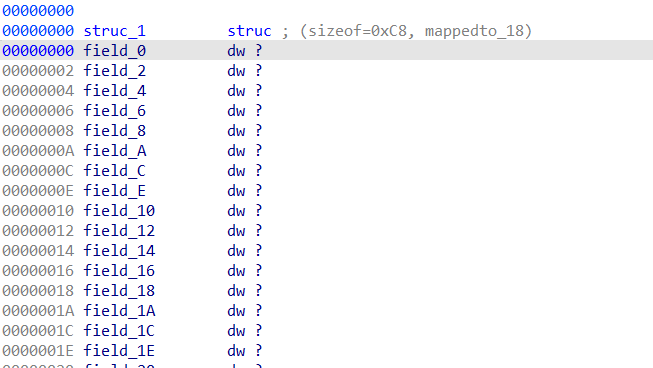 00000000
00000000 struc_1 struc ; (sizeof=0xC8, mappedto_18)
00000000 field_0 dw ?
00000002 field_2 dw ?
00000004 field_4 dw ?
00000006 field_6 dw ?
00000008 field_8 dw ?
0000000A field_A dw ?
0000000C field_C dw ?
0000000E field_E dw ?
00000010 field_10 dw ?
00000012 field_12 dw ?
00000014 field_14 dw ?
00000016 field_16 dw ?
00000018 field_18 dw ?
0000001A field_1A dw ?
0000001C field_1C dw ?
0000001E field_1E dw ?